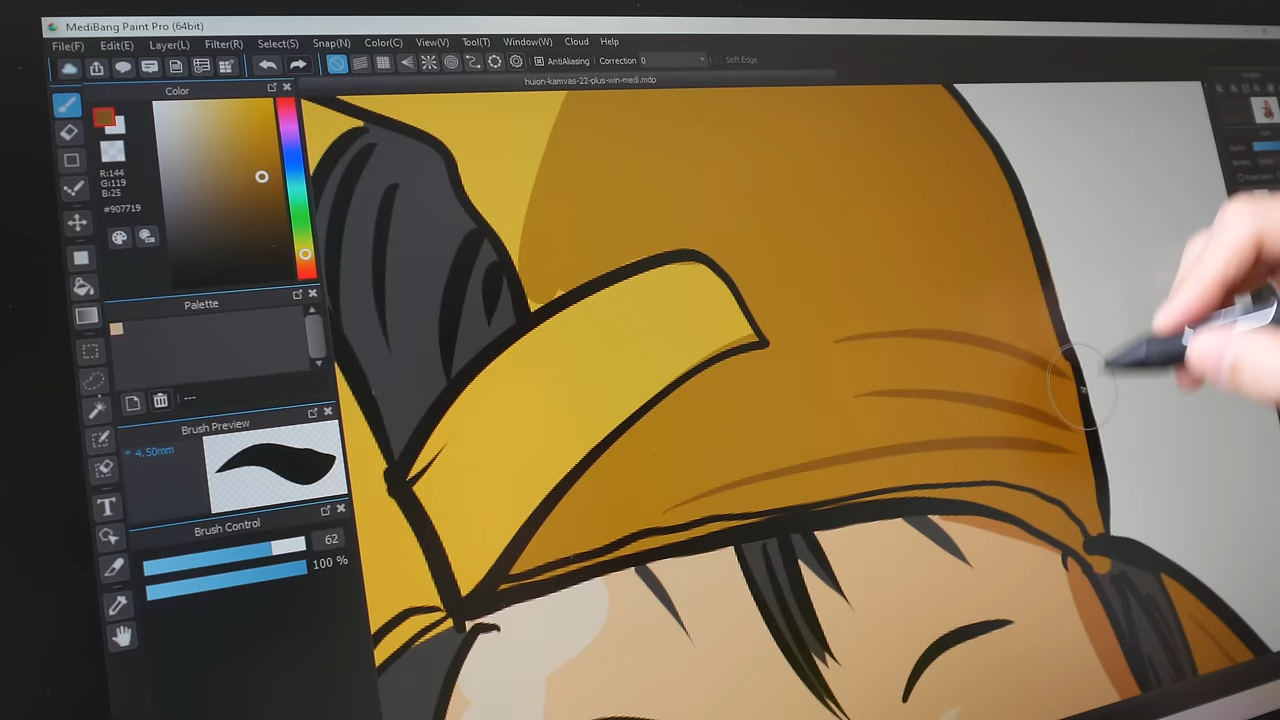 MediBang Paint Pro (64bit)
File(F) Edit(E) Layer(L) Filter(R) Select(S) Snap(N) Color(C) View(V) Tool(T) Window(W) Cloud Help
AntiAliasing Correction 0 Soft Edge
huion-kamvas-22-plus-win-medi.mdp
Color
R:144
G:119
B:25
#907719
Palette
---
Brush Preview
* 4.50mm
Brush Control
62
100 %
T